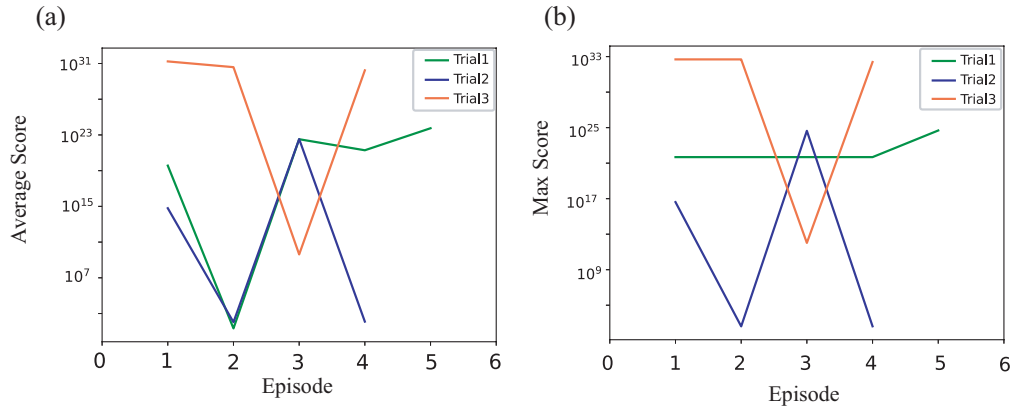 (a)
Average Score
10^31
10^23
10^15
10^7
Trial1
Trial2
Trial3
0 1 2 3 4 5 6
Episode
(b)
Max Score
10^33
10^25
10^17
10^9
Trial1
Trial2
Trial3
0 1 2 3 4 5 6
Episode